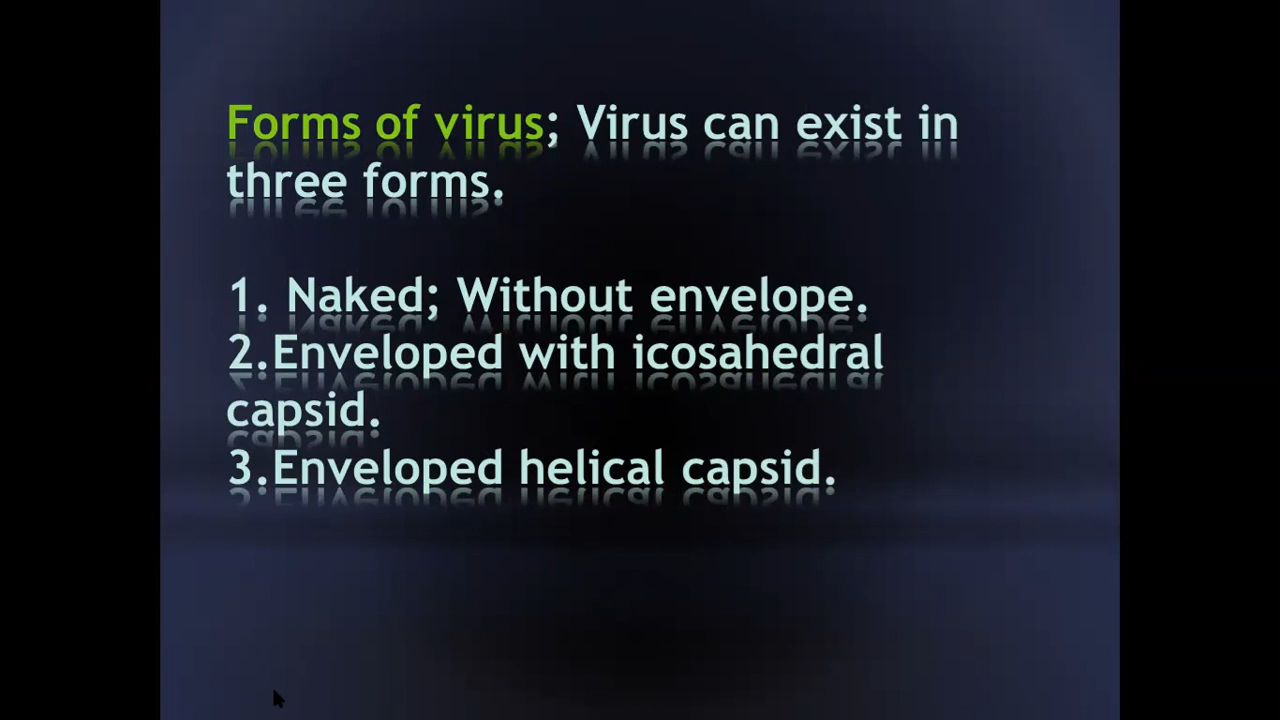 Forms of virus; Virus can exist in
three forms.
1. Naked; Without envelope.
2.Enveloped with icosahedral
capsid.
3.Enveloped helical capsid.